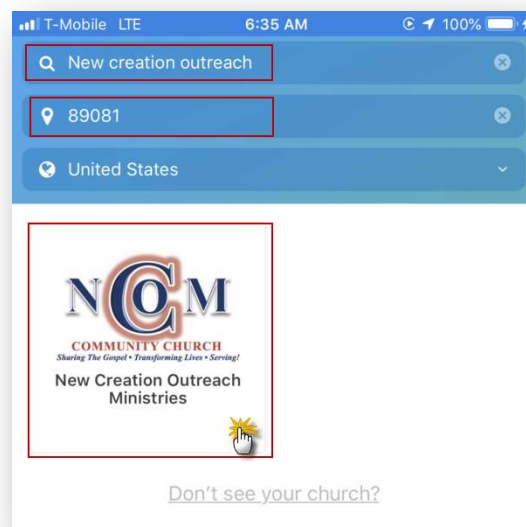 T-Mobile LTE 6:35 AM 100%
New creation outreach
89081
United States
NCOM
COMMUNITY CHURCH
Sharing The Gospel • Transforming Lives • Serving!
New Creation Outreach
Ministries
Don't see your church?